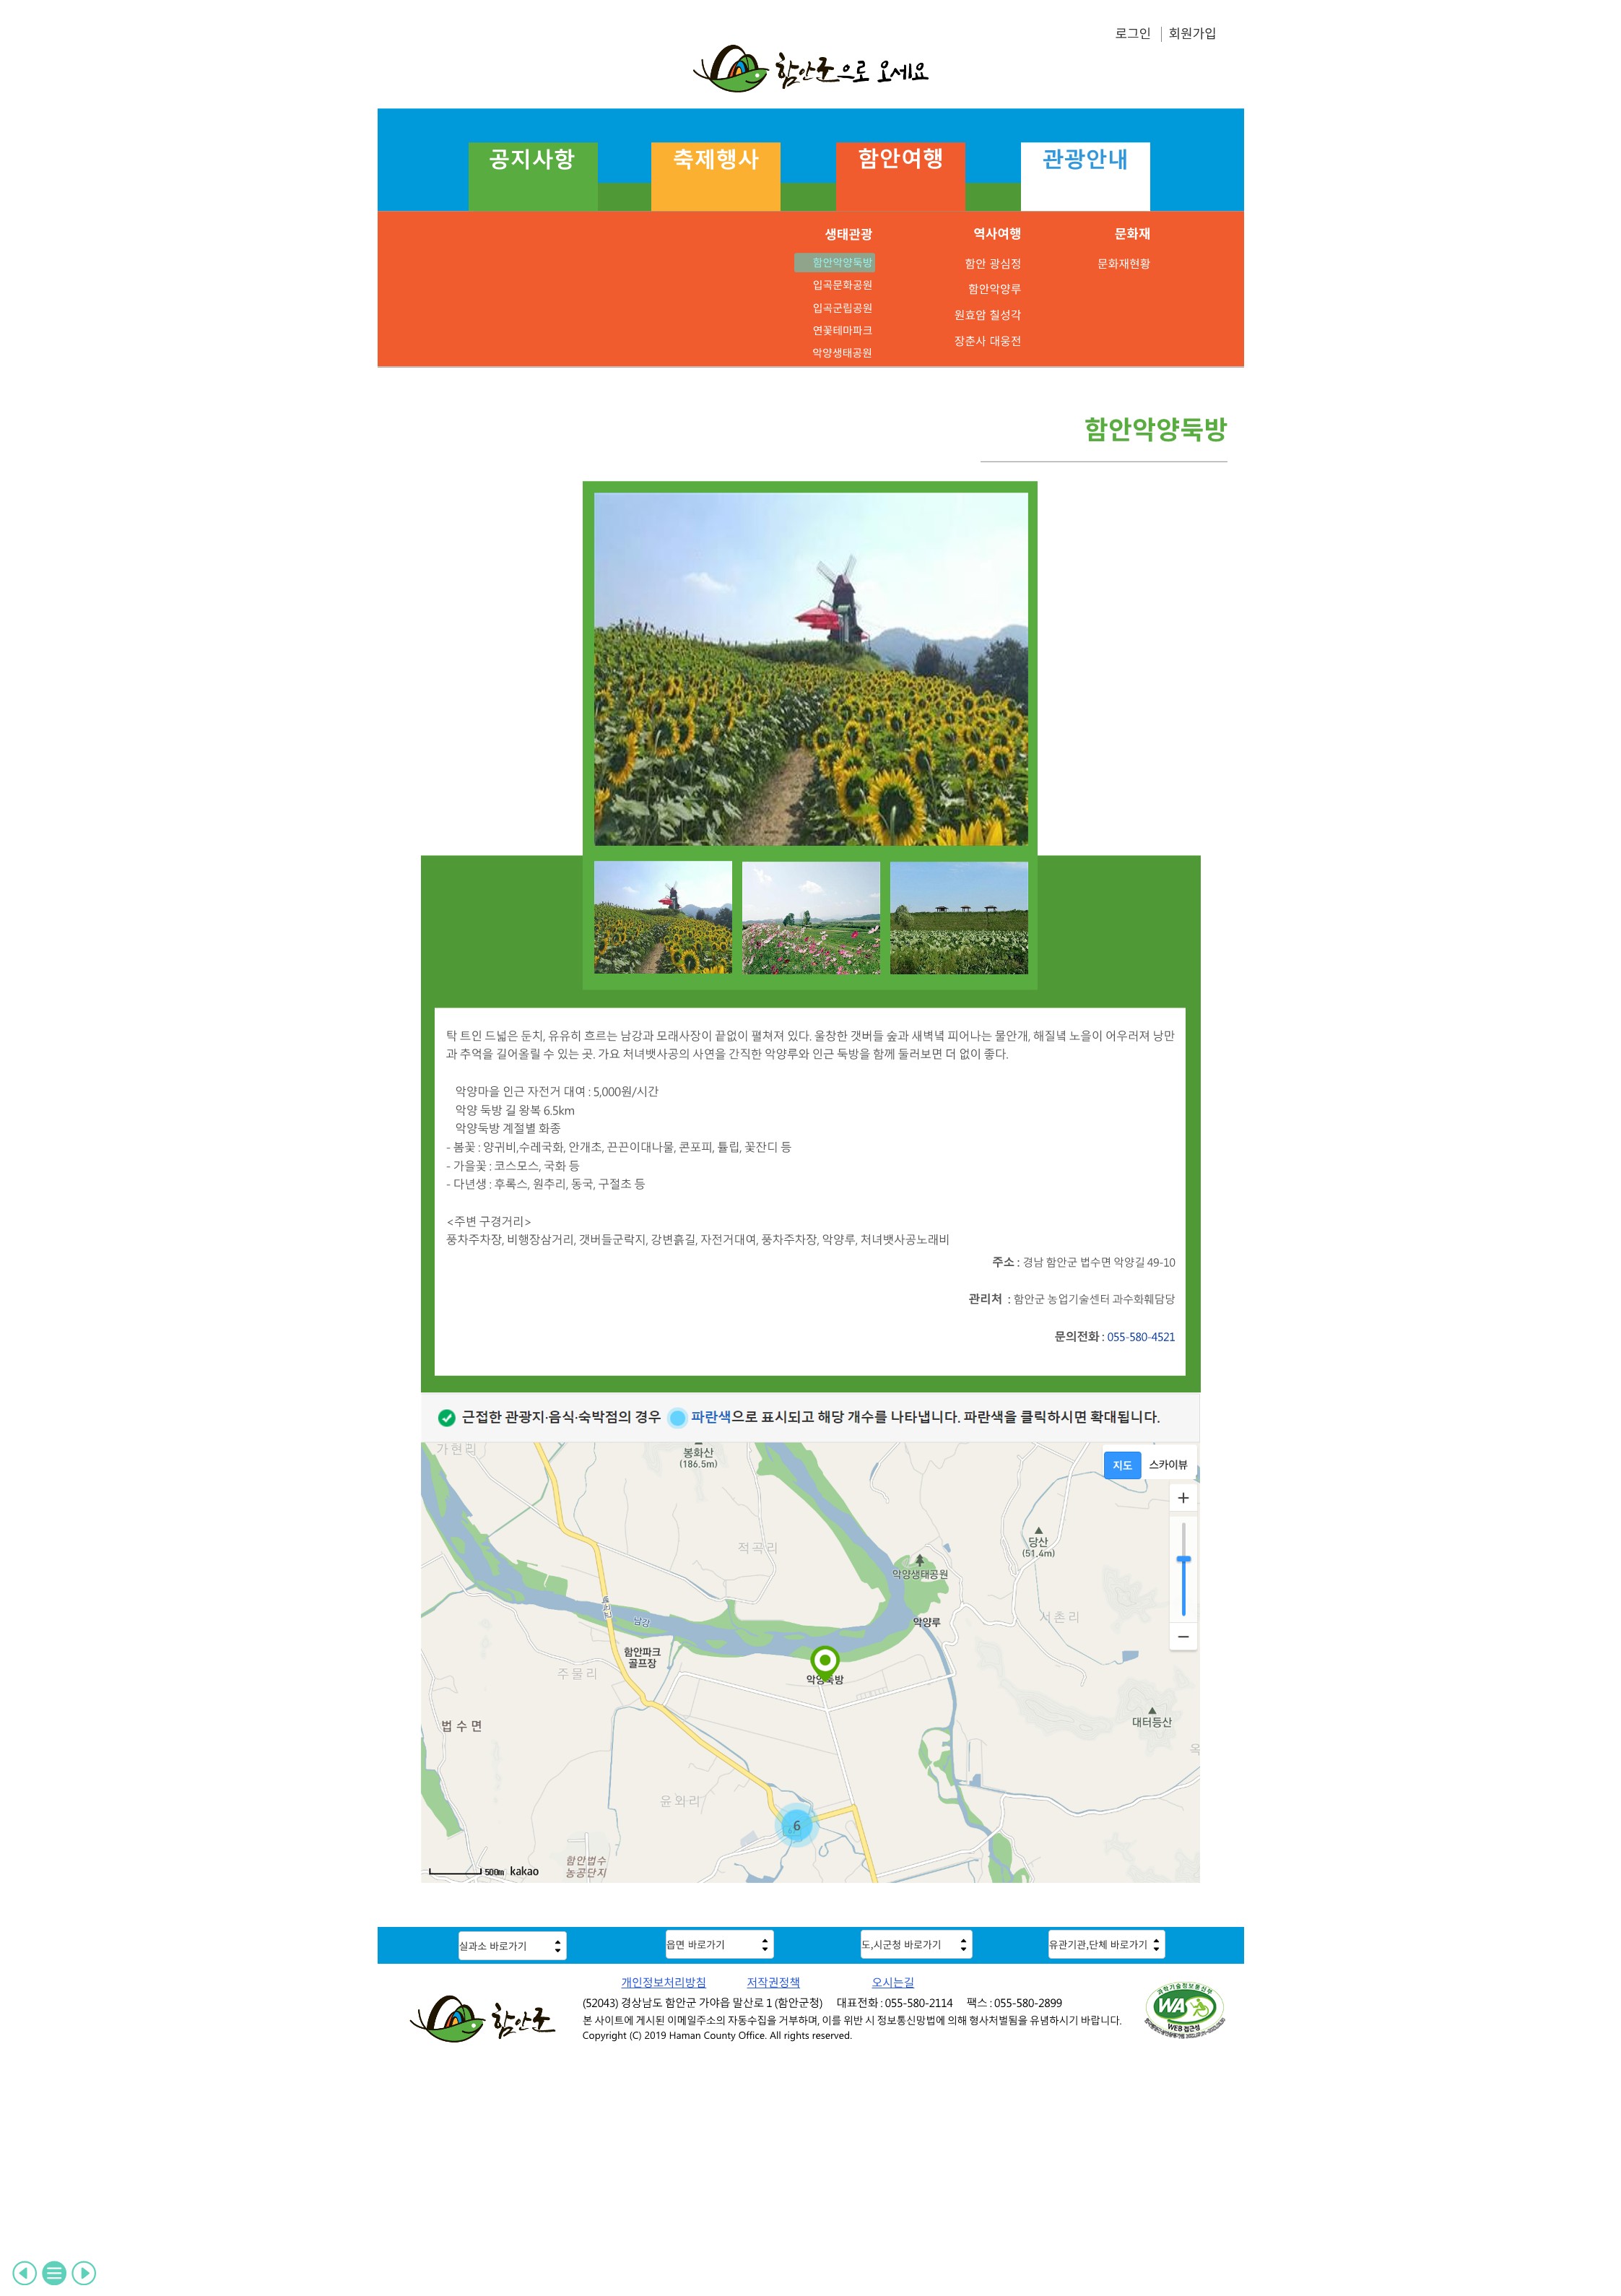 로그인 회원가입
함안군으로 오세요
공지사항 축제행사 함안여행 관광안내
생태관광 역사여행 문화재
함안악양둑방 함안 광심정 문화재현황
입곡문화공원 함안악양루
입곡군립공원 원효암 칠성각
연꽃테마파크 장춘사 대웅전
악양생태공원
함안악양둑방
탁 트인 드넓은 둔치, 유유히 흐르는 남강과 모래사장이 끝없이 펼쳐져 있다. 울창한 갯버들 숲과 새벽녘 피어나는 물안개, 해질녘 노을이 어우러져 낭만
과 추억을 길어올릴 수 있는 곳. 가요 처녀뱃사공의 사연을 간직한 악양루와 인근 둑방을 함께 둘러보면 더 없이 좋다.
악양마을 인근 자전거 대여 : 5,000원/시간
악양 둑방 길 왕복 6.5km
악양둑방 계절별 화종
- 봄꽃 : 양귀비,수레국화, 안개초, 끈끈이대나물, 콘포피, 튤립, 꽃잔디 등
- 가을꽃 : 코스모스, 국화 등
- 다년생 : 후록스, 원추리, 동국, 구절초 등
<주변 구경거리>
풍차주차장, 비행장삼거리, 갯버들군락지, 강변흙길, 자전거대여, 풍차주차장, 악양루, 처녀뱃사공노래비
주소 : 경남 함안군 법수면 악양길 49-10
관리처 : 함안군 농업기술센터 과수화훼담당
문의전화 : 055-580-4521
근접한 관광지·음식·숙박점의 경우 파란색으로 표시되고 해당 개수를 나타냅니다. 파란색을 클릭하시면 확대됩니다.
가현리
봉화산
(186.5m)
지도 스카이뷰
+
당산
(51.4m)
적곡리
악양생태공원
백곡교
남강
악양루
서촌리
−
함안파크
골프장
주물리
악양둑방
법수면
대터등산
옥
윤외리
6
함안법수
농공단지
500m kakao
실과소 바로가기 읍면 바로가기 도,시군청 바로가기 유관기관,단체 바로가기
개인정보처리방침 저작권정책 오시는길
함안군
(52043) 경상남도 함안군 가야읍 말산로 1 (함안군청) 대표전화 : 055-580-2114 팩스 : 055-580-2899
본 사이트에 게시된 이메일주소의 자동수집을 거부하며, 이를 위반 시 정보통신망법에 의해 형사처벌됨을 유념하시기 바랍니다.
Copyright (C) 2019 Haman County Office. All rights reserved.
과학기술정보통신부
WA
WEB 접근성